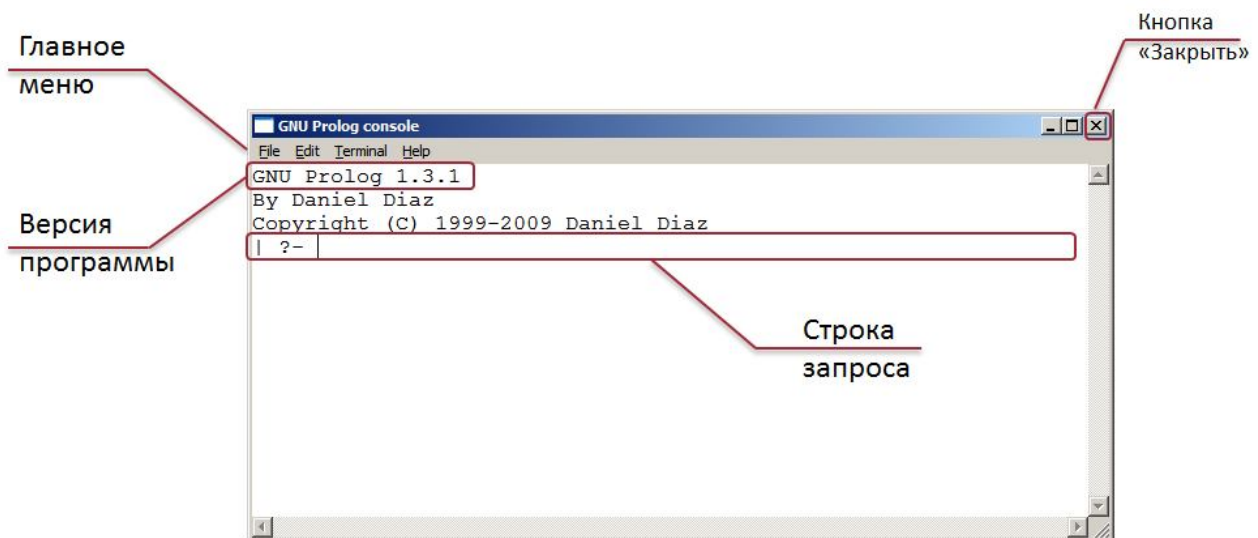 Кнопка
«Закрыть»
Главное
меню
GNU Prolog console
File Edit Terminal Help
GNU Prolog 1.3.1
By Daniel Diaz
Copyright (C) 1999-2009 Daniel Diaz
| ?-
Версия
программы
Строка
запроса